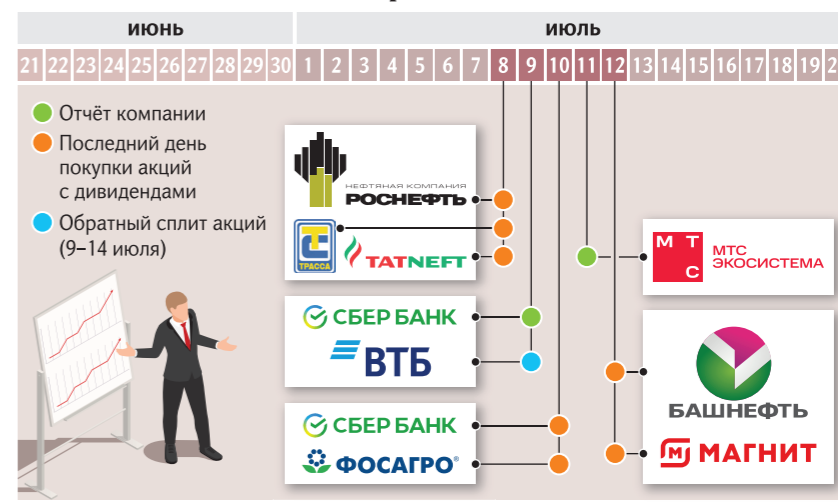 ИЮНЬ ИЮЛЬ
21 22 23 24 25 26 27 28 29 30 1 2 3 4 5 6 7 8 9 10 11 12 13 14 15 16 17 18 19 2
Отчёт компании
Последний день
покупки акций
с дивидендами
Обратный сплит акций
(9–14 июля)
НЕФТЯНАЯ КОМПАНИЯ
РОСНЕФТЬ
ТРАССА
TATNEFT
М Т С
МТС
ЭКОСИСТЕМА
СБЕР БАНК
ВТБ
БАШНЕФТЬ
СБЕР БАНК
ФОСАГРО®
М МАГНИТ